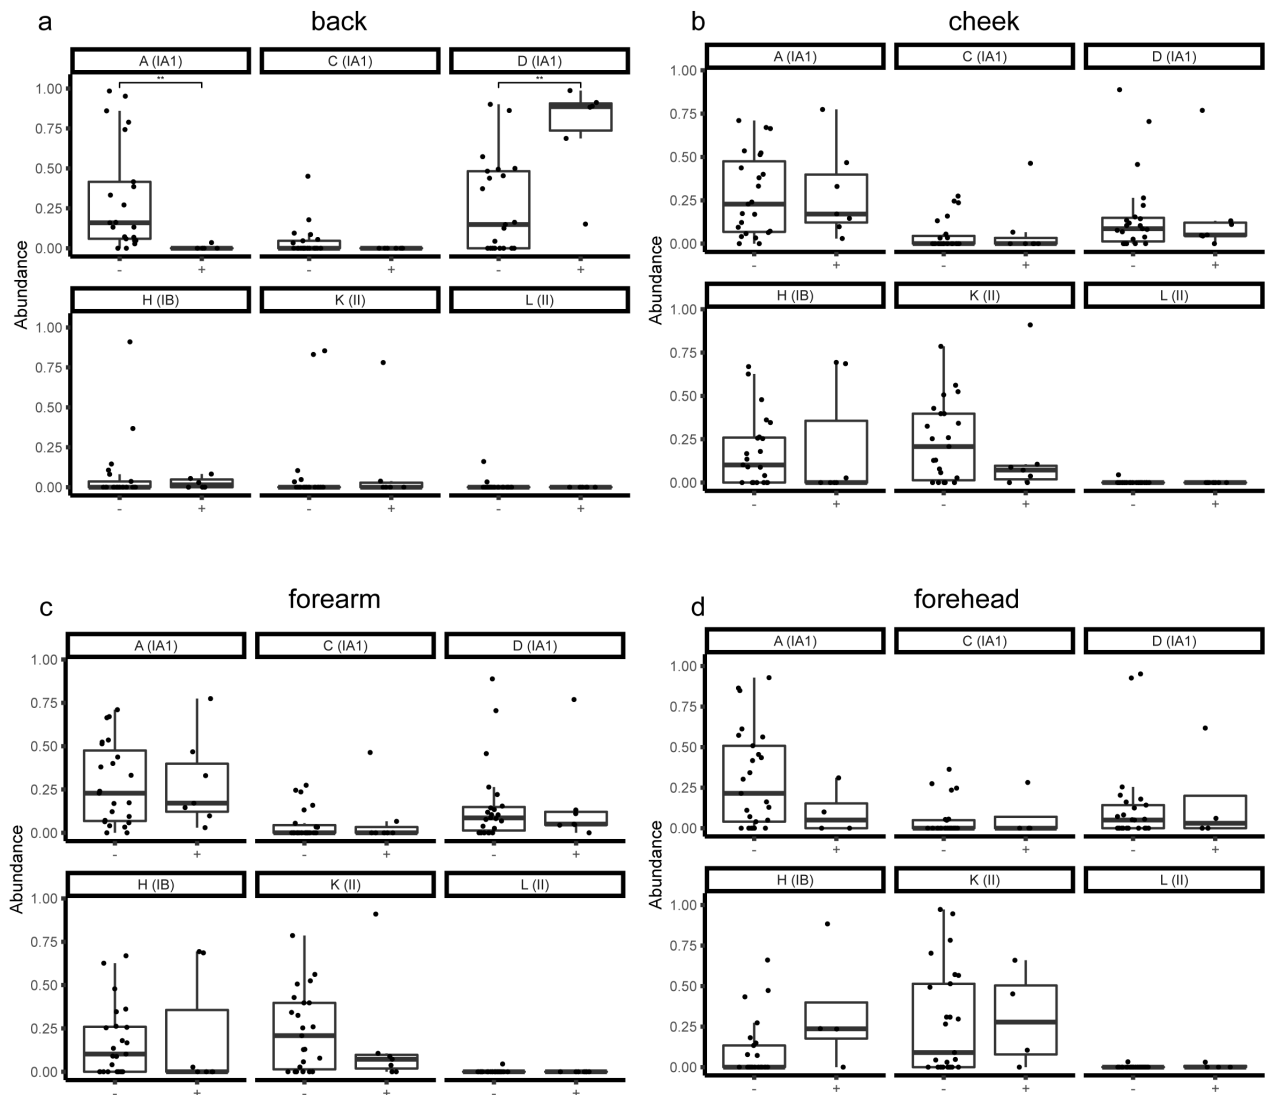 a back
A (IA1) C (IA1) D (IA1)
** **
1.00
0.75
0.50
0.25
0.00
- + - + - +
Abundance
H (IB) K (II) L (II)
1.00
0.75
0.50
0.25
0.00
- + - + - +
b cheek
A (IA1) C (IA1) D (IA1)
1.00
0.75
0.50
0.25
0.00
- + - + - +
Abundance
H (IB) K (II) L (II)
1.00
0.75
0.50
0.25
0.00
- + - + - +
c forearm
A (IA1) C (IA1) D (IA1)
1.00
0.75
0.50
0.25
0.00
- + - + - +
Abundance
H (IB) K (II) L (II)
1.00
0.75
0.50
0.25
0.00
- + - + - +
d forehead
A (IA1) C (IA1) D (IA1)
1.00
0.75
0.50
0.25
0.00
- + - + - +
Abundance
H (IB) K (II) L (II)
1.00
0.75
0.50
0.25
0.00
- + - + - +